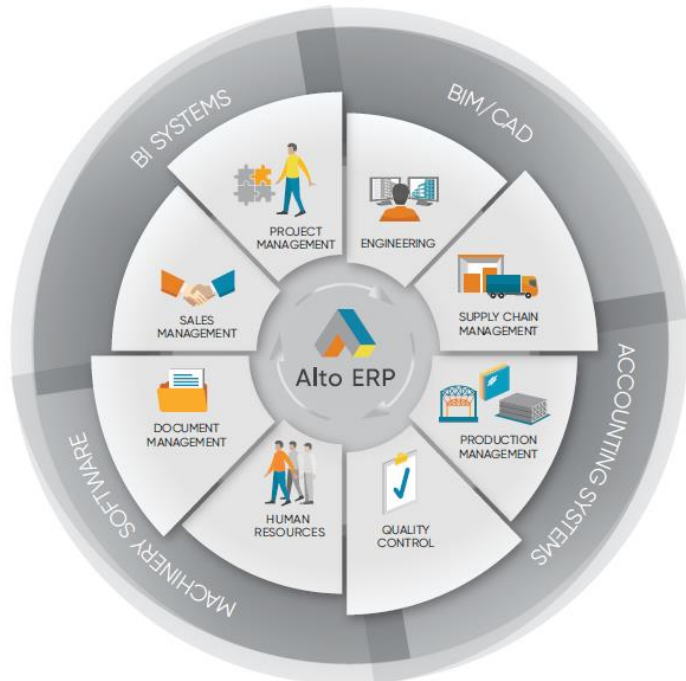 BI SYSTEMS
BIM/CAD
PROJECT
MANAGEMENT
ENGINEERING
SALES
MANAGEMENT
SUPPLY CHAIN
MANAGEMENT
Alto ERP
DOCUMENT
MANAGEMENT
PRODUCTION
MANAGEMENT
HUMAN
RESOURCES
QUALITY
CONTROL
MACHINERY SOFTWARE
ACCOUNTING SYSTEMS